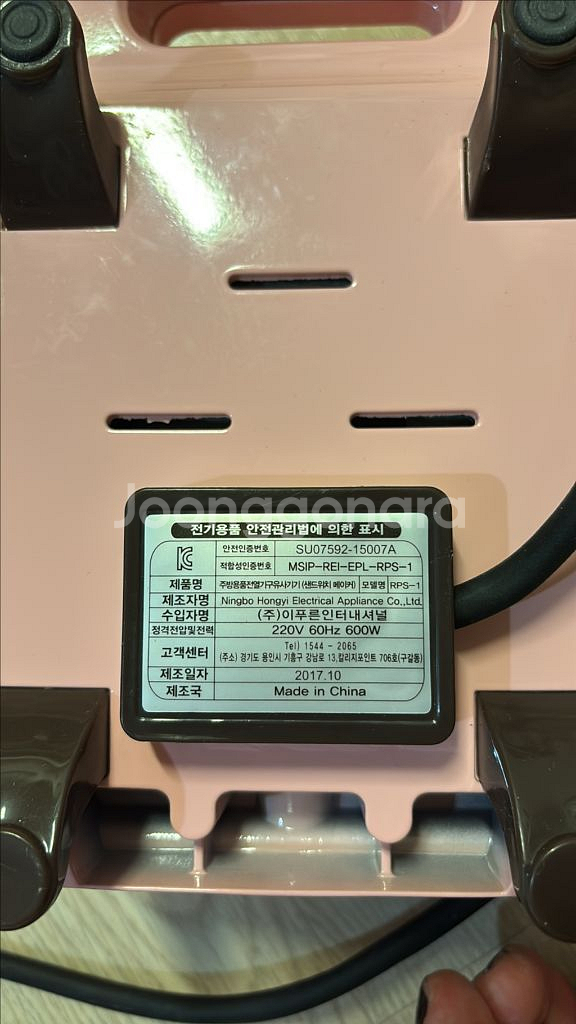 Joonggonara
전기용품 안전관리법에 의한 표시
안전인증번호 SU07592-15007A
적합성인증번호 MSIP-REI-EPL-RPS-1
제품명 주방용품전열기구유사기기 (샌드위치 메이커) 모델명 RPS-1
제조자명 Ningbo Hongyi Electrical Appliance Co.,Ltd.
수입자명 (주)이푸른인터내셔널
정격전압및전력 220V 60Hz 600W
고객센터 Tel) 1544 - 2065
(주소) 경기도 용인시 기흥구 강남로 13,칼리지포인트 706호(구갈동)
제조일자 2017.10
제조국 Made in China